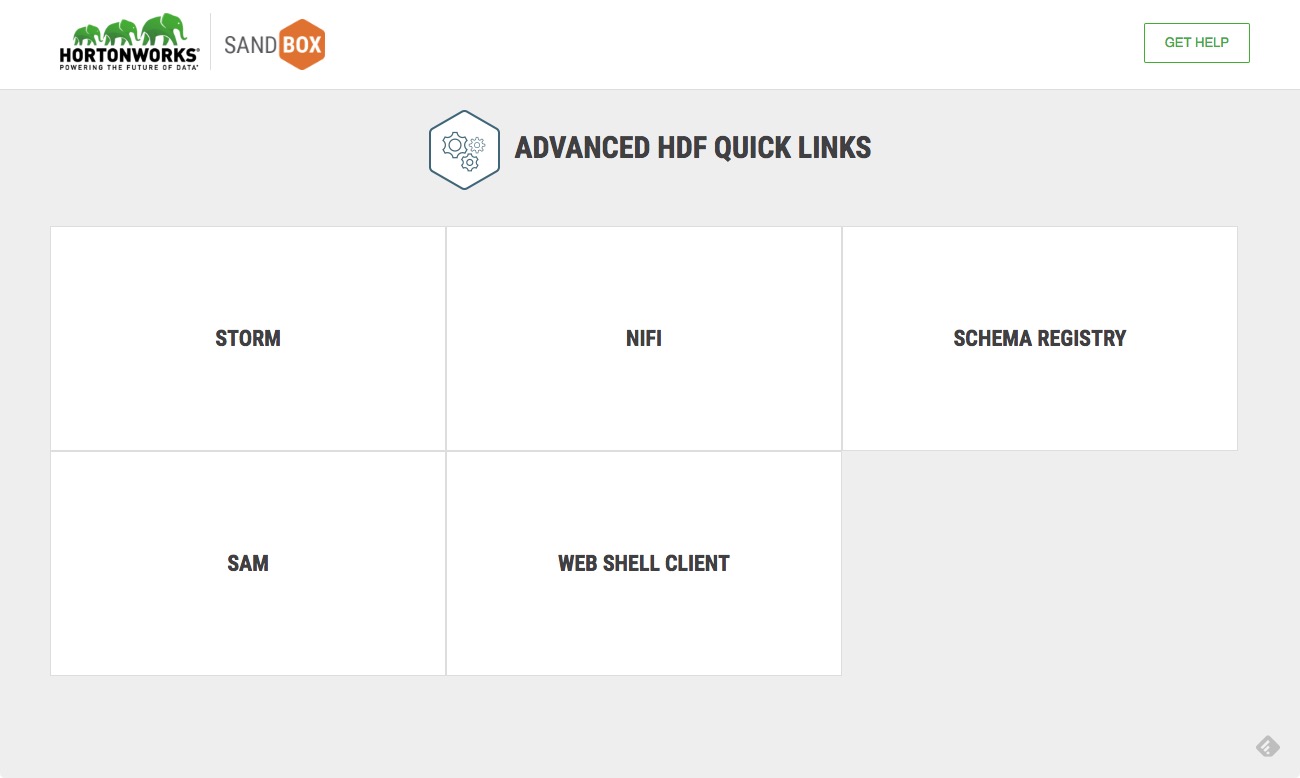 HORTONWORKS®
POWERING THE FUTURE OF DATA®
SANDBOX
GET HELP
ADVANCED HDF QUICK LINKS
STORM
NIFI
SCHEMA REGISTRY
SAM
WEB SHELL CLIENT